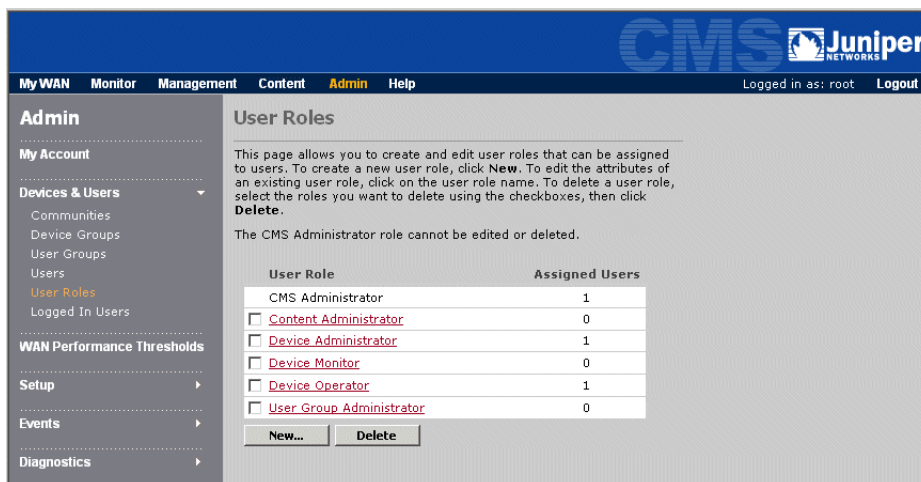 CMS Juniper
NETWORKS
My WAN Monitor Management Content Admin Help Logged in as: root Logout
Admin
My Account
Devices & Users
Communities
Device Groups
User Groups
Users
User Roles
Logged In Users
WAN Performance Thresholds
Setup
Events
Diagnostics
User Roles
This page allows you to create and edit user roles that can be assigned
to users. To create a new user role, click New. To edit the attributes of
an existing user role, click on the user role name. To delete a user role,
select the roles you want to delete using the checkboxes, then click
Delete.
The CMS Administrator role cannot be edited or deleted.
User Role Assigned Users
CMS Administrator 1
Content Administrator 0
Device Administrator 1
Device Monitor 0
Device Operator 1
User Group Administrator 0
New... Delete